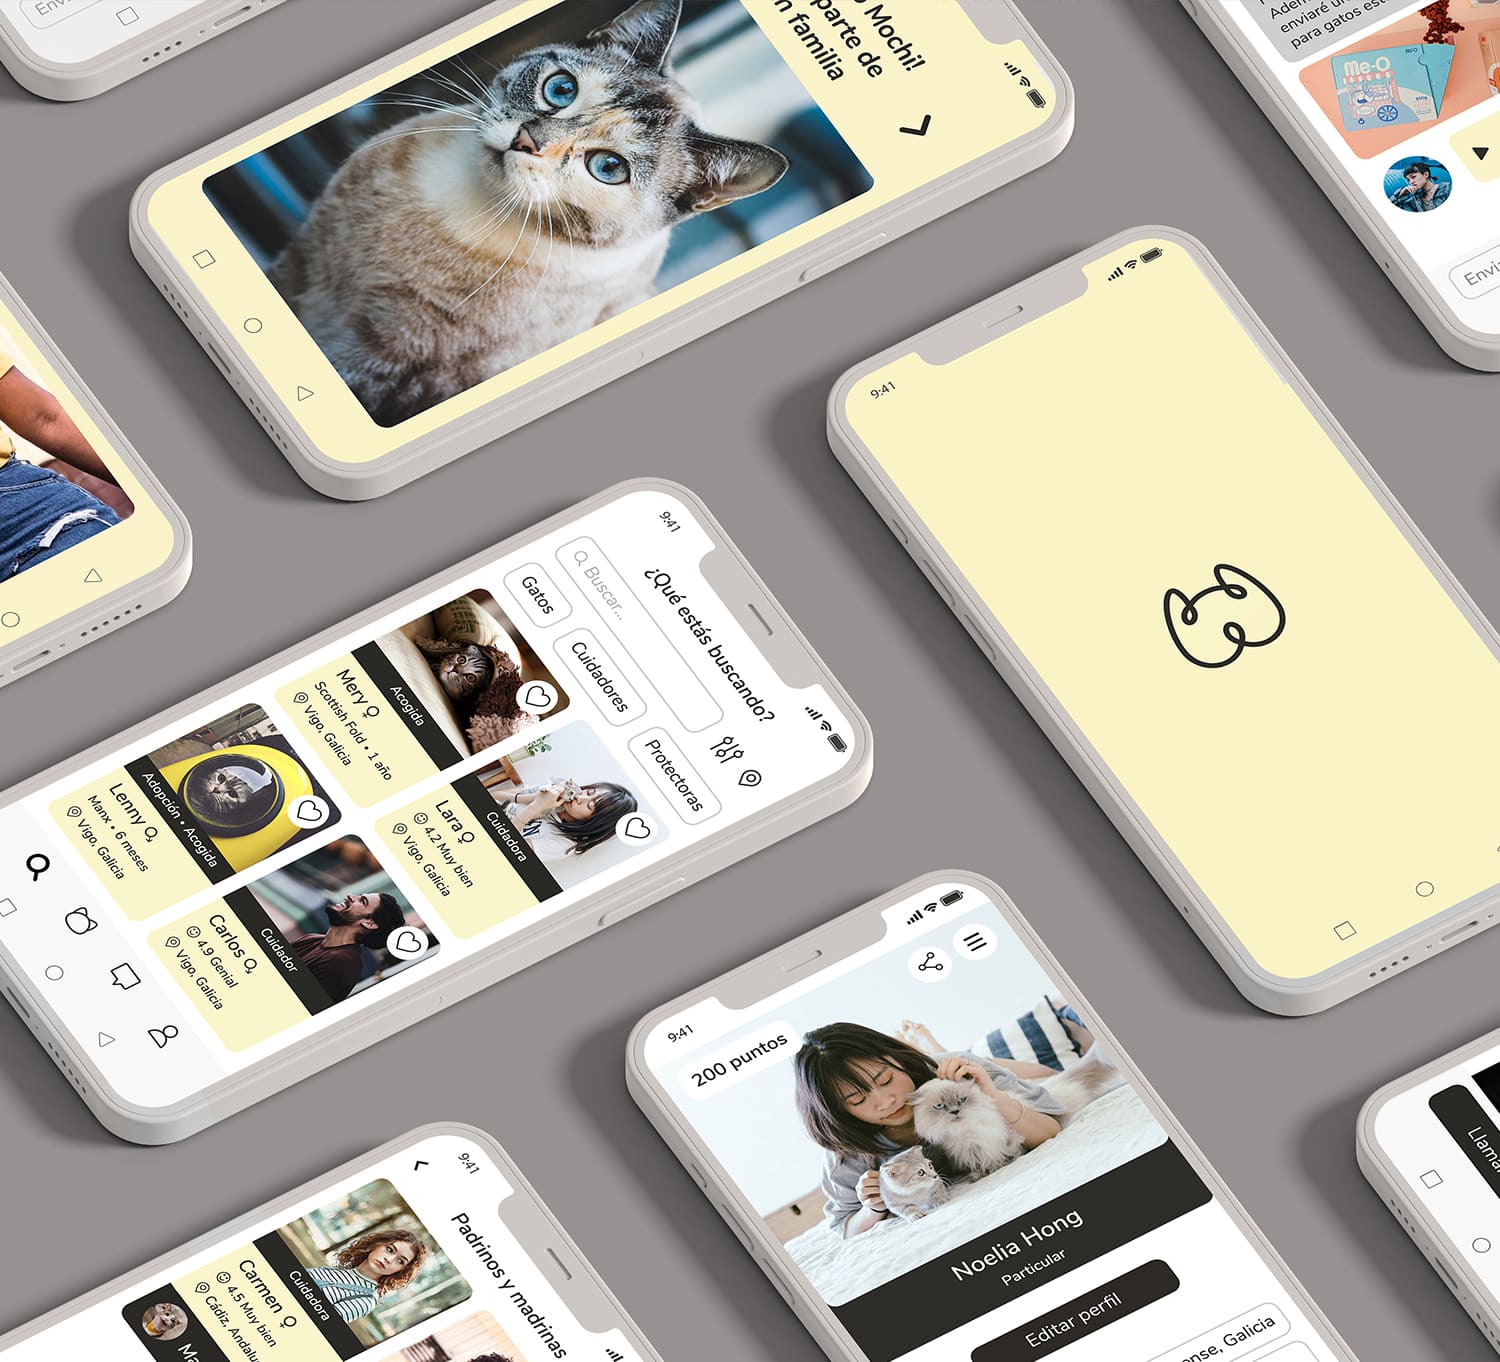 Envi
Mochi!
parte de
familia
Adem
enviaré un
para gatos est
Me-O
Envi
9:41
9:41
¿Qué estás buscando?
Buscar...
Gatos
Cuidadores
Protectoras
Acogida
Mery
Scottish Fold • 1 año
Vigo, Galicia
Cuidadora
Lara
4.2 Muy bien
Vigo, Galicia
Adopción • Acogida
Lenny
Manx • 6 meses
Vigo, Galicia
Cuidador
Carlos
4.9 Genial
Vigo, Galicia
9:41
200 puntos
Noelia Hong
Particular
Editar perfil
ense, Galicia
9:41
Padrinos y madrinas
Cuidadora
Carmen
4.5 Muy bien
Cádiz, Andalu
Ma
Llama